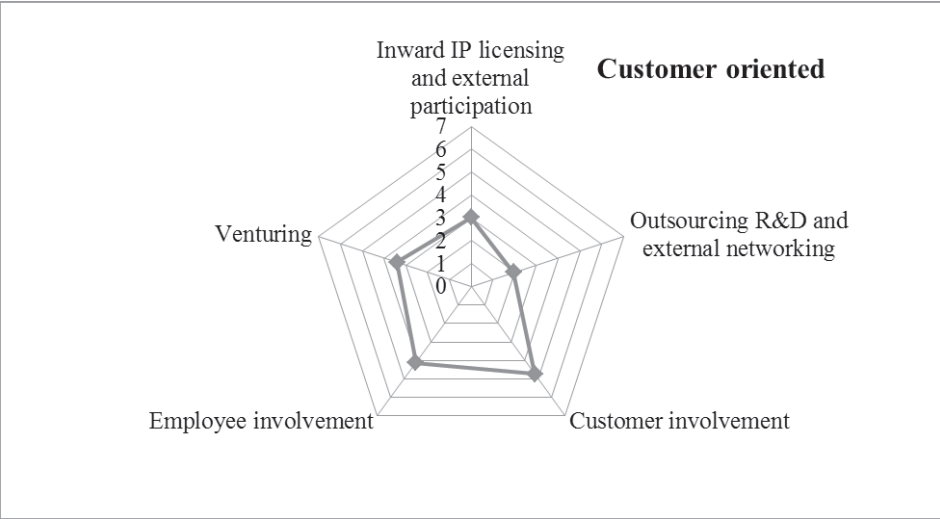 Inward IP licensing
and external
participation
Customer oriented
7
6
5
4
3
2
1
0
Venturing
Outsourcing R&D and
external networking
Employee involvement
Customer involvement